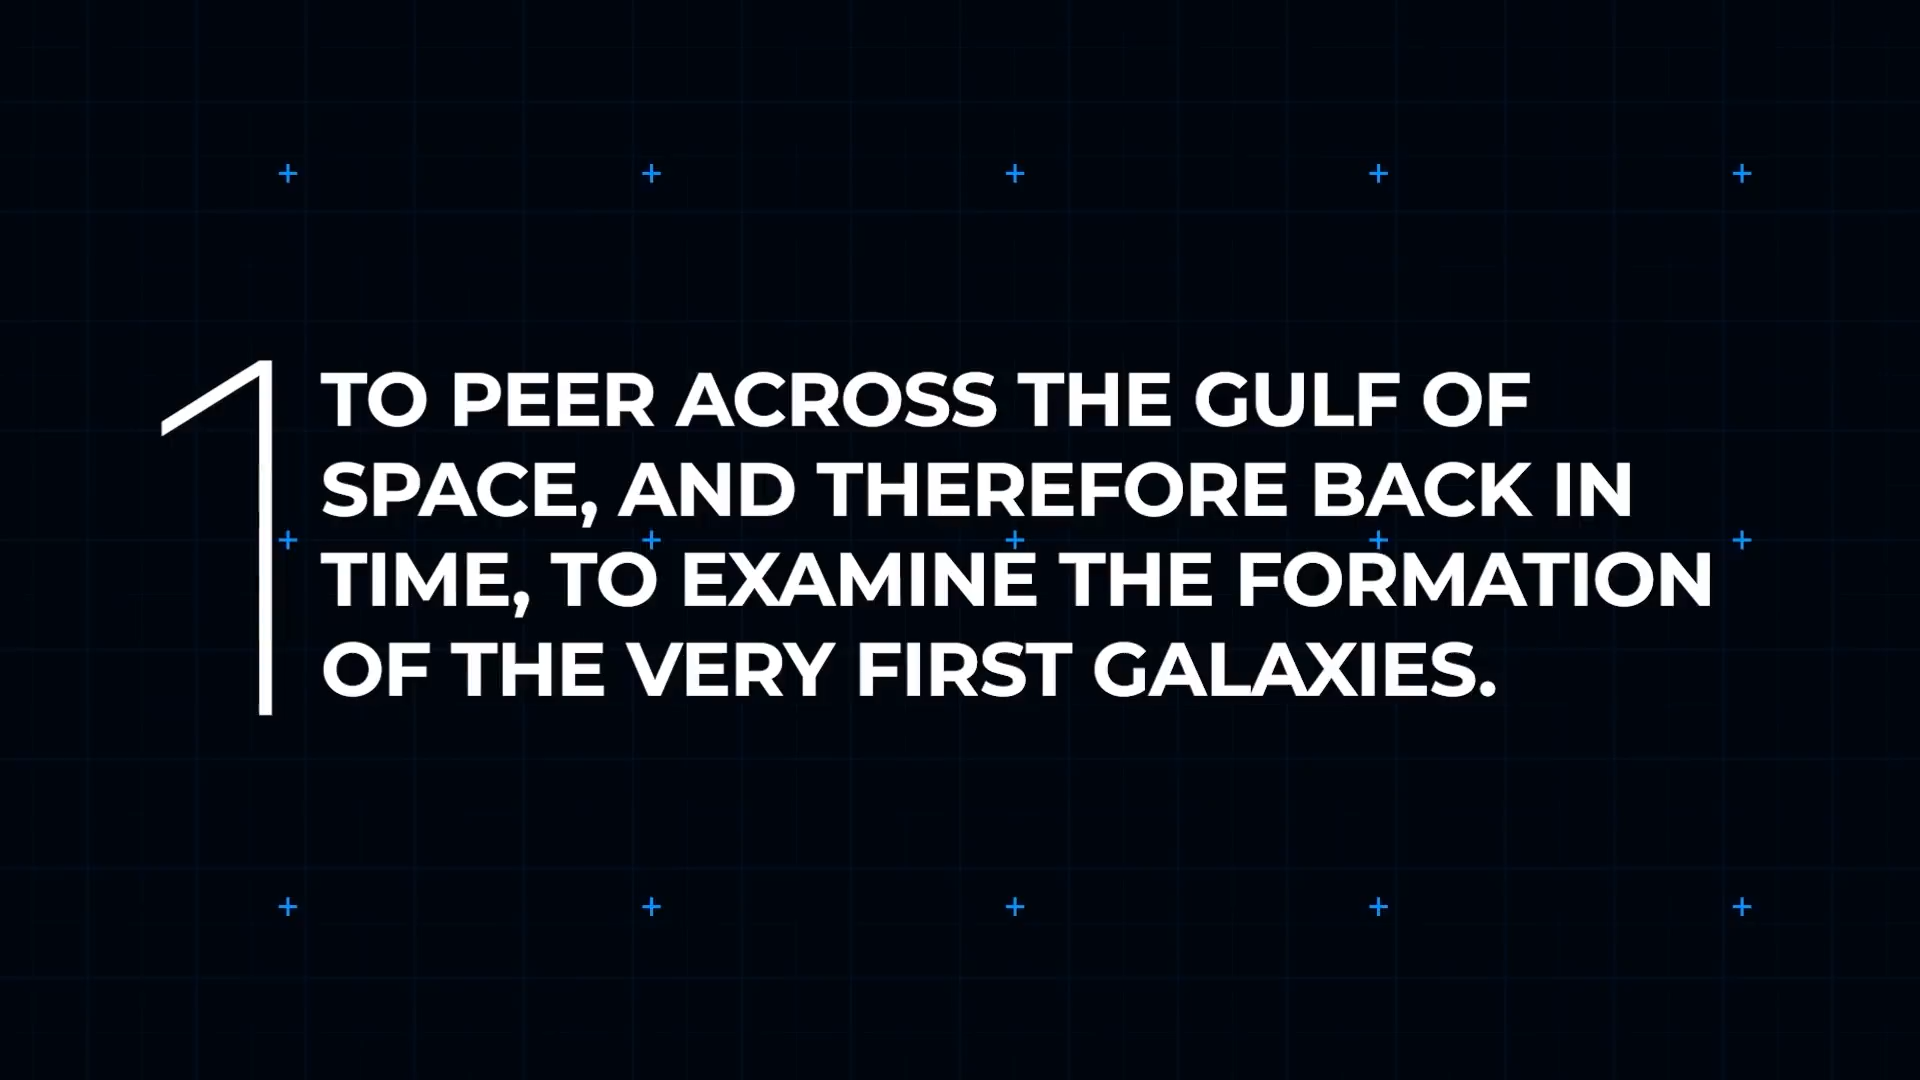 1
TO PEER ACROSS THE GULF OF
SPACE, AND THEREFORE BACK IN
TIME, TO EXAMINE THE FORMATION
OF THE VERY FIRST GALAXIES.